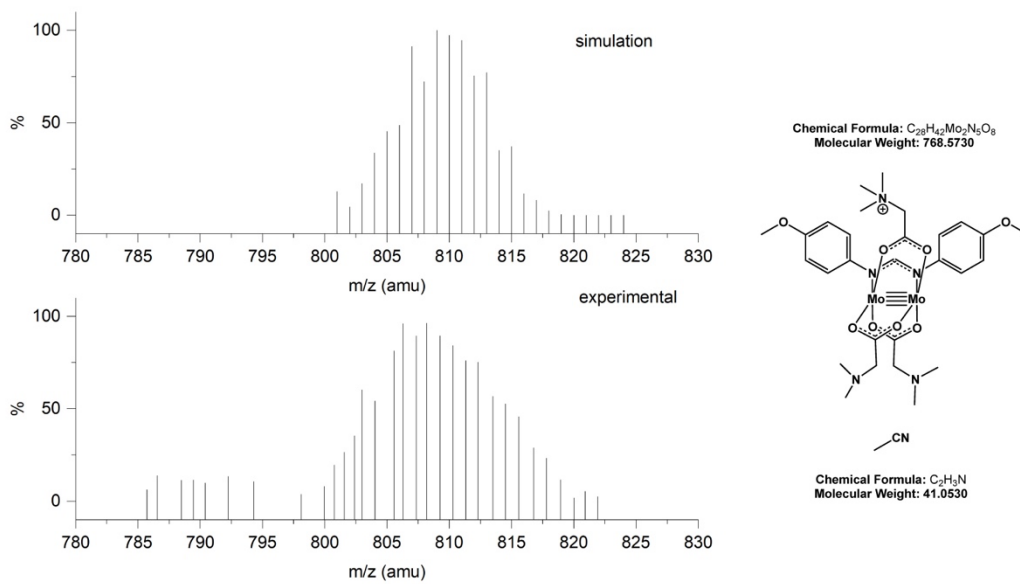 simulation
100
50
0
%
780 785 790 795 800 805 810 815 820 825 830
m/z (amu)
experimental
100
50
0
%
780 785 790 795 800 805 810 815 820 825 830
m/z (amu)
Chemical Formula: C₂₈H₄₂Mo₂N₅O₈
Molecular Weight: 768.5730
N
+
O O
O O
N N
Mo Mo
O O O O
N N
CN
Chemical Formula: C₂H₃N
Molecular Weight: 41.0530